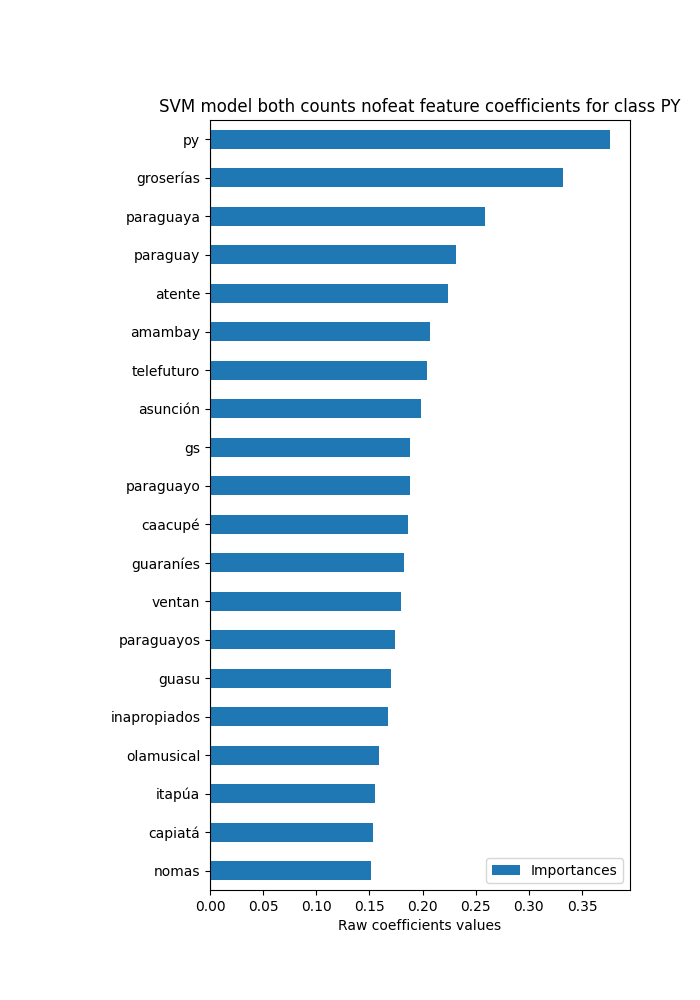 SVM model both counts nofeat feature coefficients for class PY
py
groserías
paraguaya
paraguay
atente
amambay
telefuturo
asunción
gs
paraguayo
caacupé
guaraníes
ventan
paraguayos
guasu
inapropiados
olamusical
itapúa
capiatá
nomas
Importances
0.00 0.05 0.10 0.15 0.20 0.25 0.30 0.35
Raw coefficients values